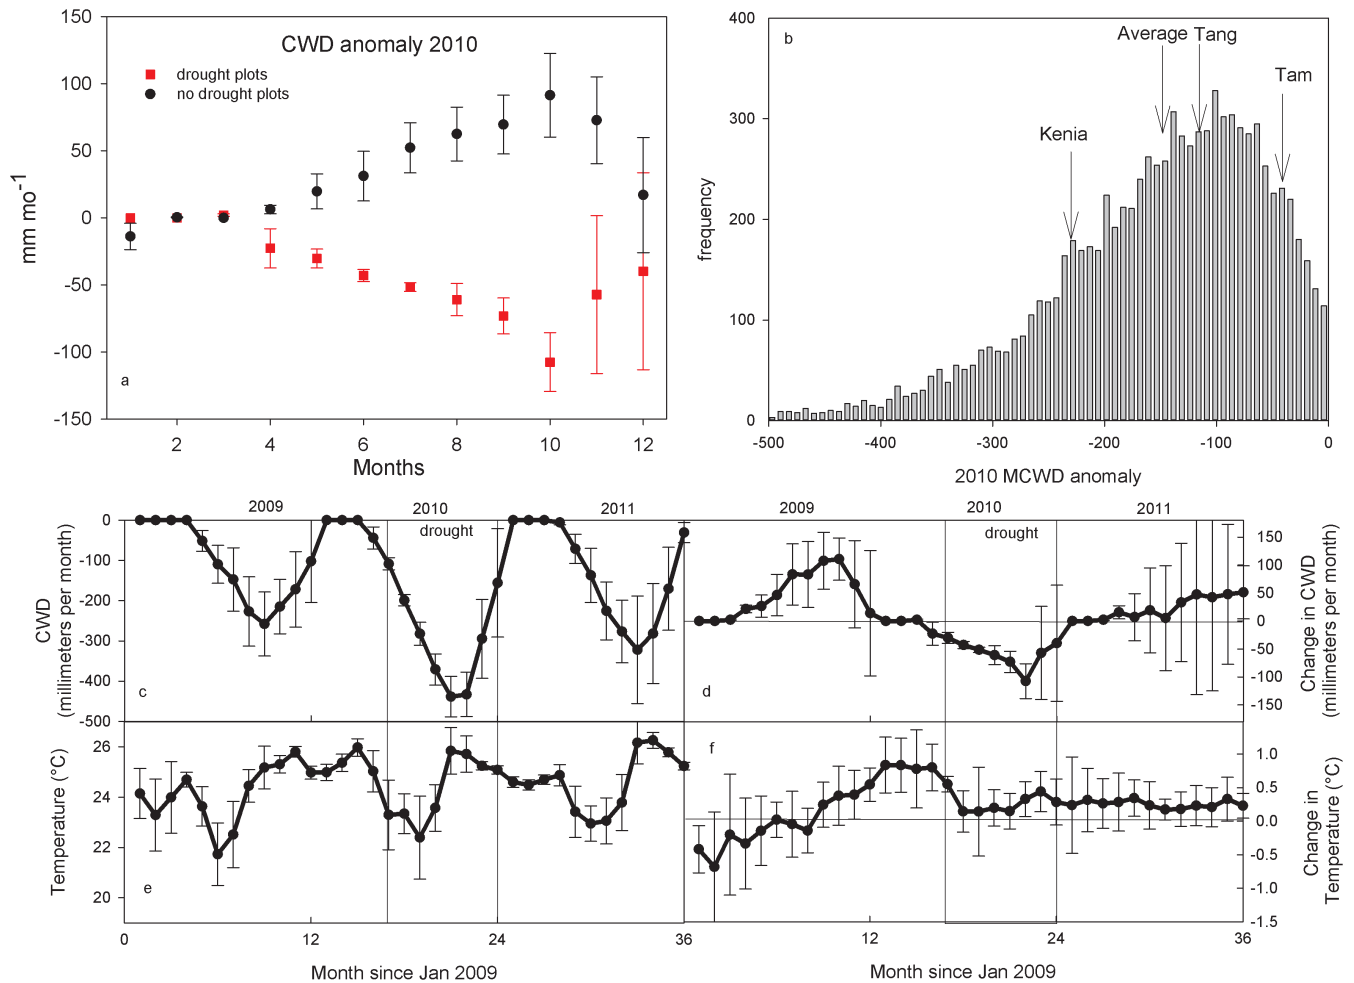 CWD anomaly 2010
drought plots
no drought plots
150
100
50
0
-50
-100
-150
mm mo-1
a
2
4
6
8
10
12
Months
b
Average
Tang
Tam
Kenia
400
300
200
100
0
frequency
-500
-400
-300
-200
-100
0
2010 MCWD anomaly
2009
2010
drought
2011
0
-100
-200
-300
-400
-500
CWD
(millimeters per month)
c
2009
2010
drought
2011
150
100
50
0
-50
-100
-150
Change in CWD
(millimeters per month)
d
26
24
22
20
Temperature (°C)
e
0
12
24
36
Month since Jan 2009
f
1.0
0.5
0.0
-0.5
-1.0
-1.5
Change in
Temperature (°C)
12
24
36
Month since Jan 2009